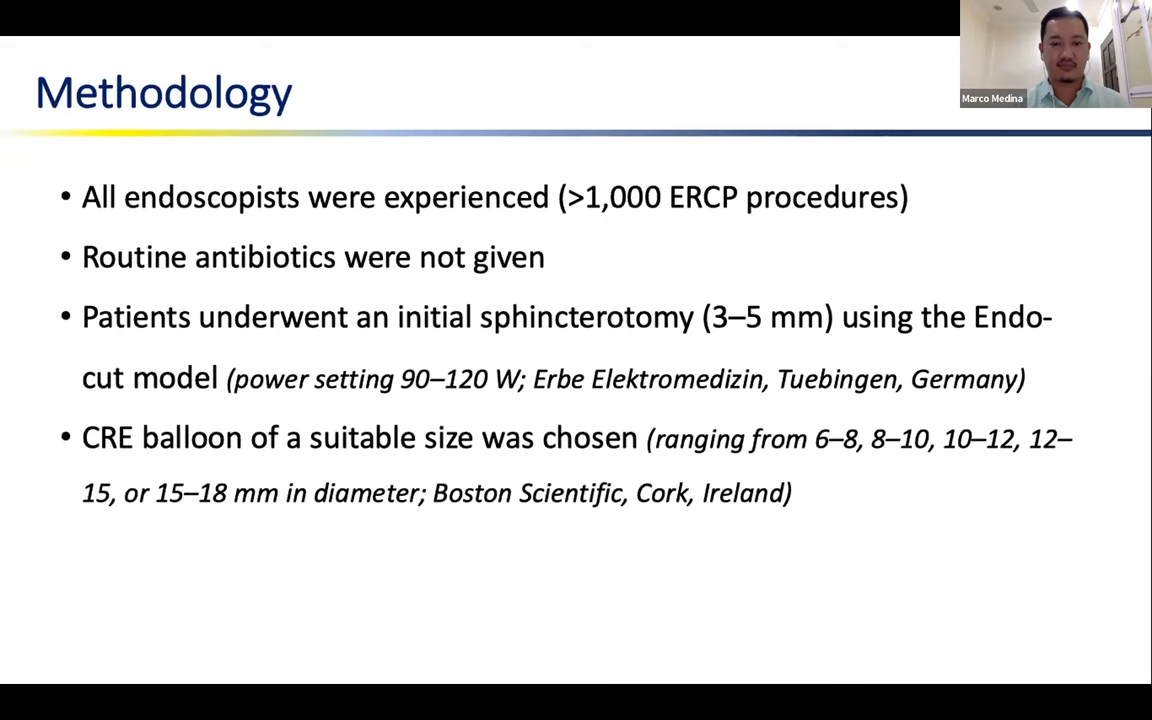 Methodology
Marco Medina
• All endoscopists were experienced (>1,000 ERCP procedures)
• Routine antibiotics were not given
• Patients underwent an initial sphincterotomy (3–5 mm) using the Endo-
cut model (power setting 90–120 W; Erbe Elektromedizin, Tuebingen, Germany)
• CRE balloon of a suitable size was chosen (ranging from 6–8, 8–10, 10–12, 12–
15, or 15–18 mm in diameter; Boston Scientific, Cork, Ireland)